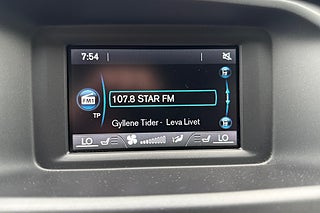 7:54
FM1
107.8 STAR FM
TP
Gyllene Tider - Leva Livet
LO LO